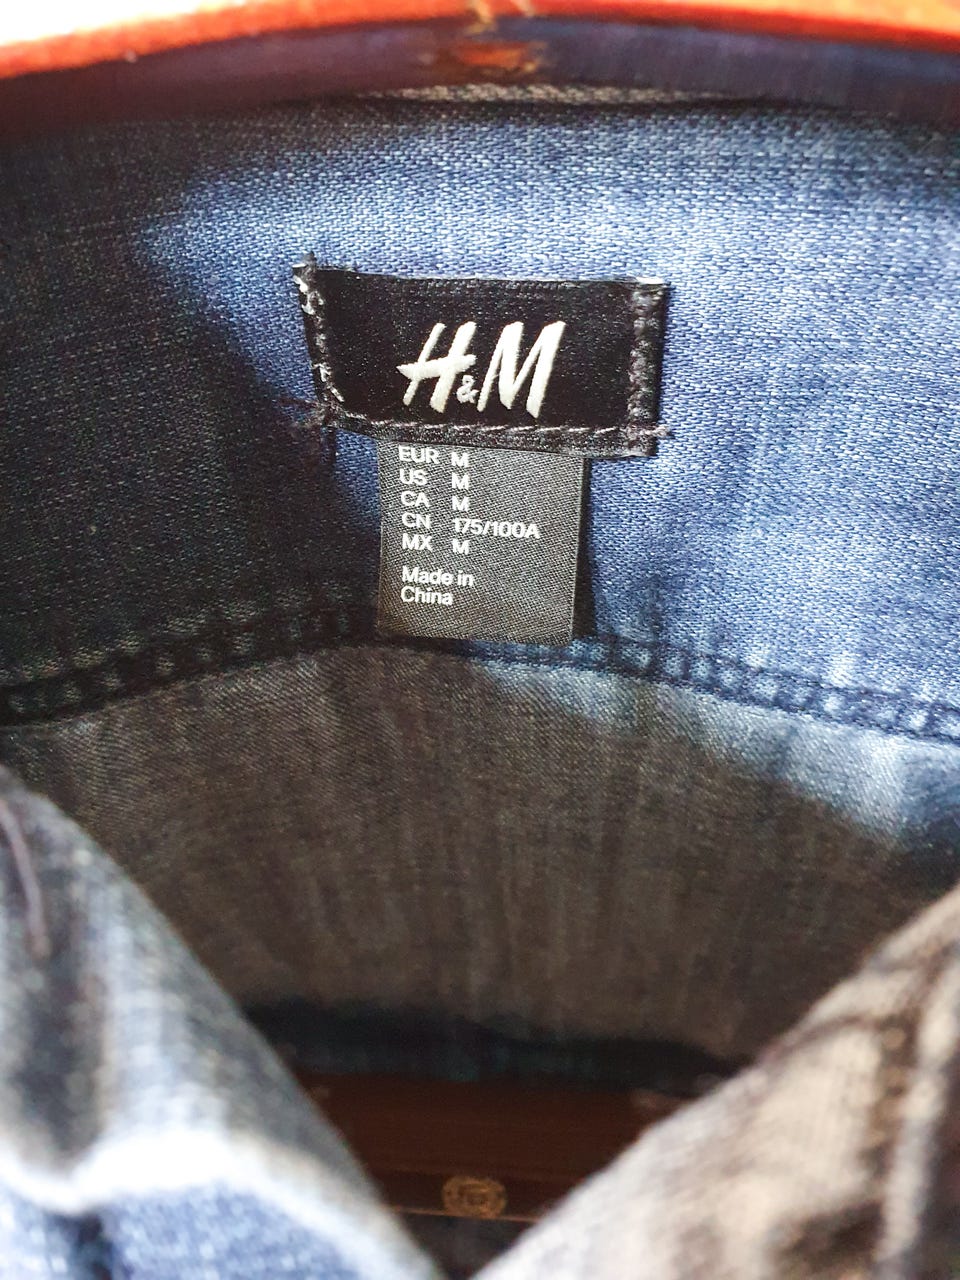 H&M
EUR M
US M
CA M
CN 175/100A
MX M
Made in
China